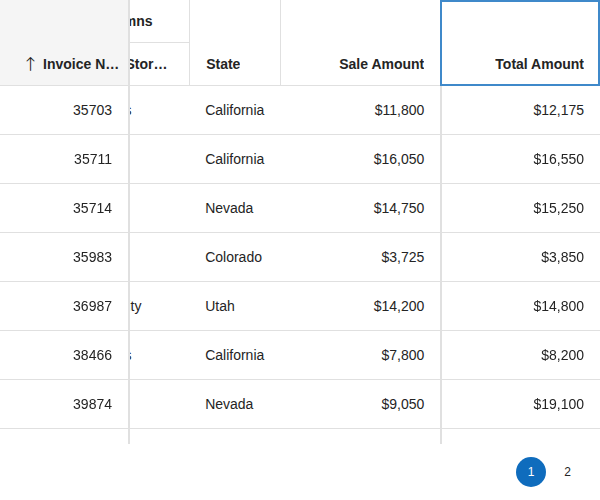 mns
Invoice N… Stor… State Sale Amount Total Amount
35703 California $11,800 $12,175
35711 California $16,050 $16,550
35714 Nevada $14,750 $15,250
35983 Colorado $3,725 $3,850
36987 ty Utah $14,200 $14,800
38466 California $7,800 $8,200
39874 Nevada $9,050 $19,100
1 2